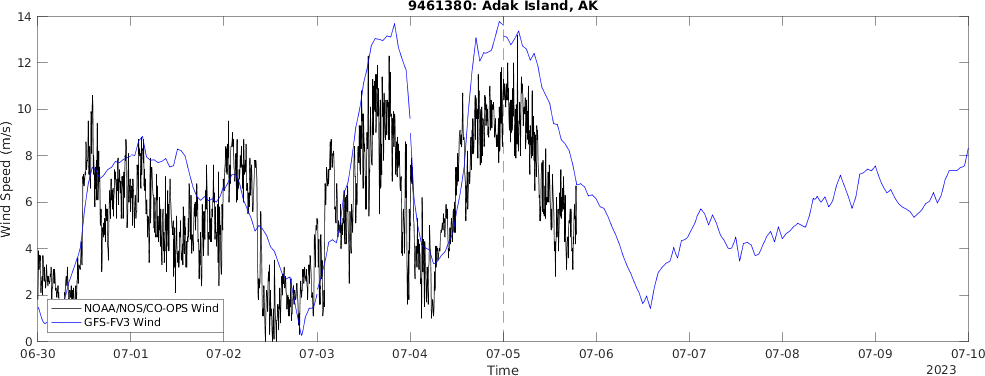 9461380: Adak Island, AK
Wind Speed (m/s)
14
12
10
8
6
4
2
0
NOAA/NOS/CO-OPS Wind
GFS-FV3 Wind
06-30 07-01 07-02 07-03 07-04 07-05 07-06 07-07 07-08 07-09 07-10
Time
2023